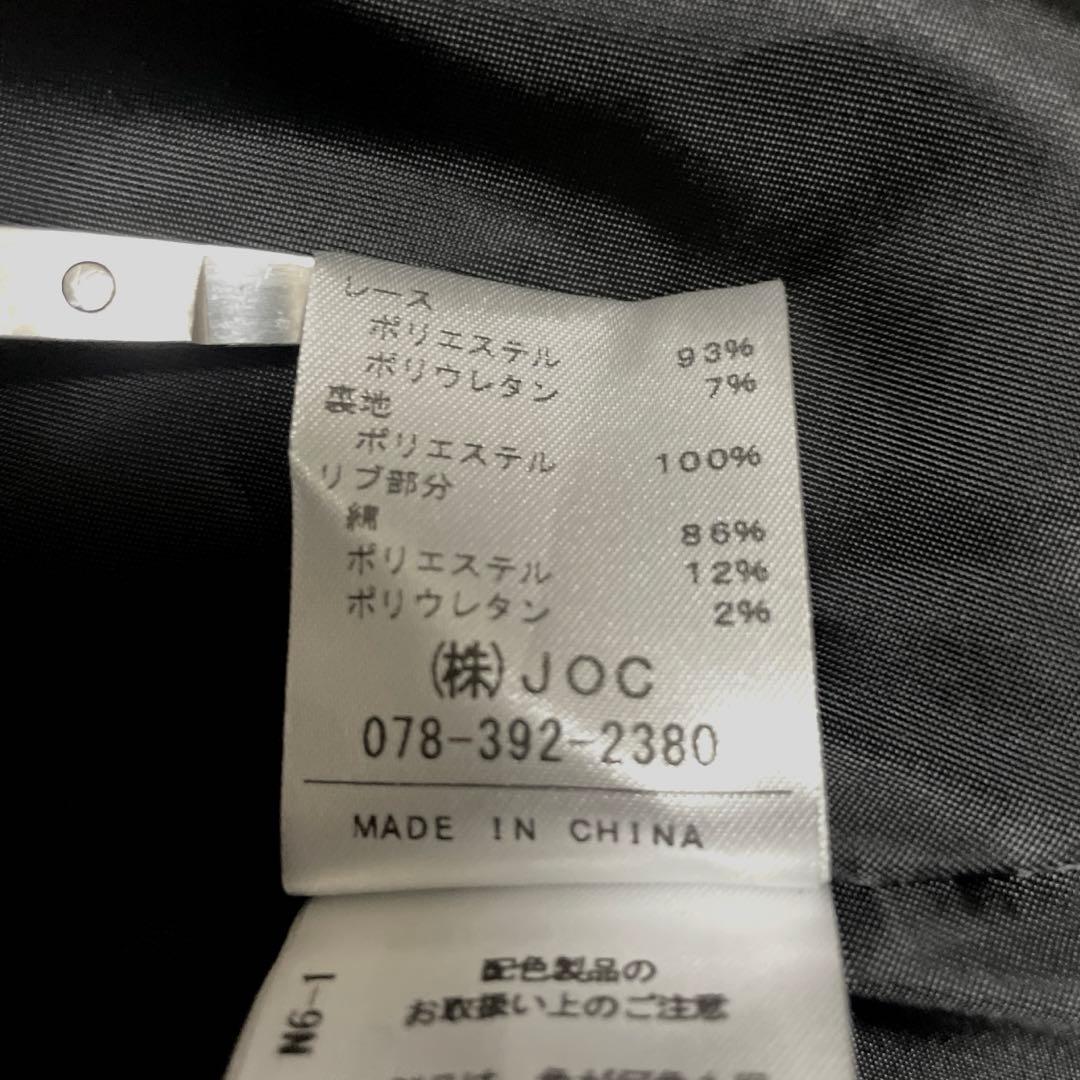 レース
ポリエステル 93%
ポリウレタン 7%
裏地
ポリエステル 100%
リブ部分
綿 86%
ポリエステル 12%
ポリウレタン 2%
(株)JOC
078-392-2380
MADE IN CHINA
配色製品の
お取扱い上のご注意
N6-1